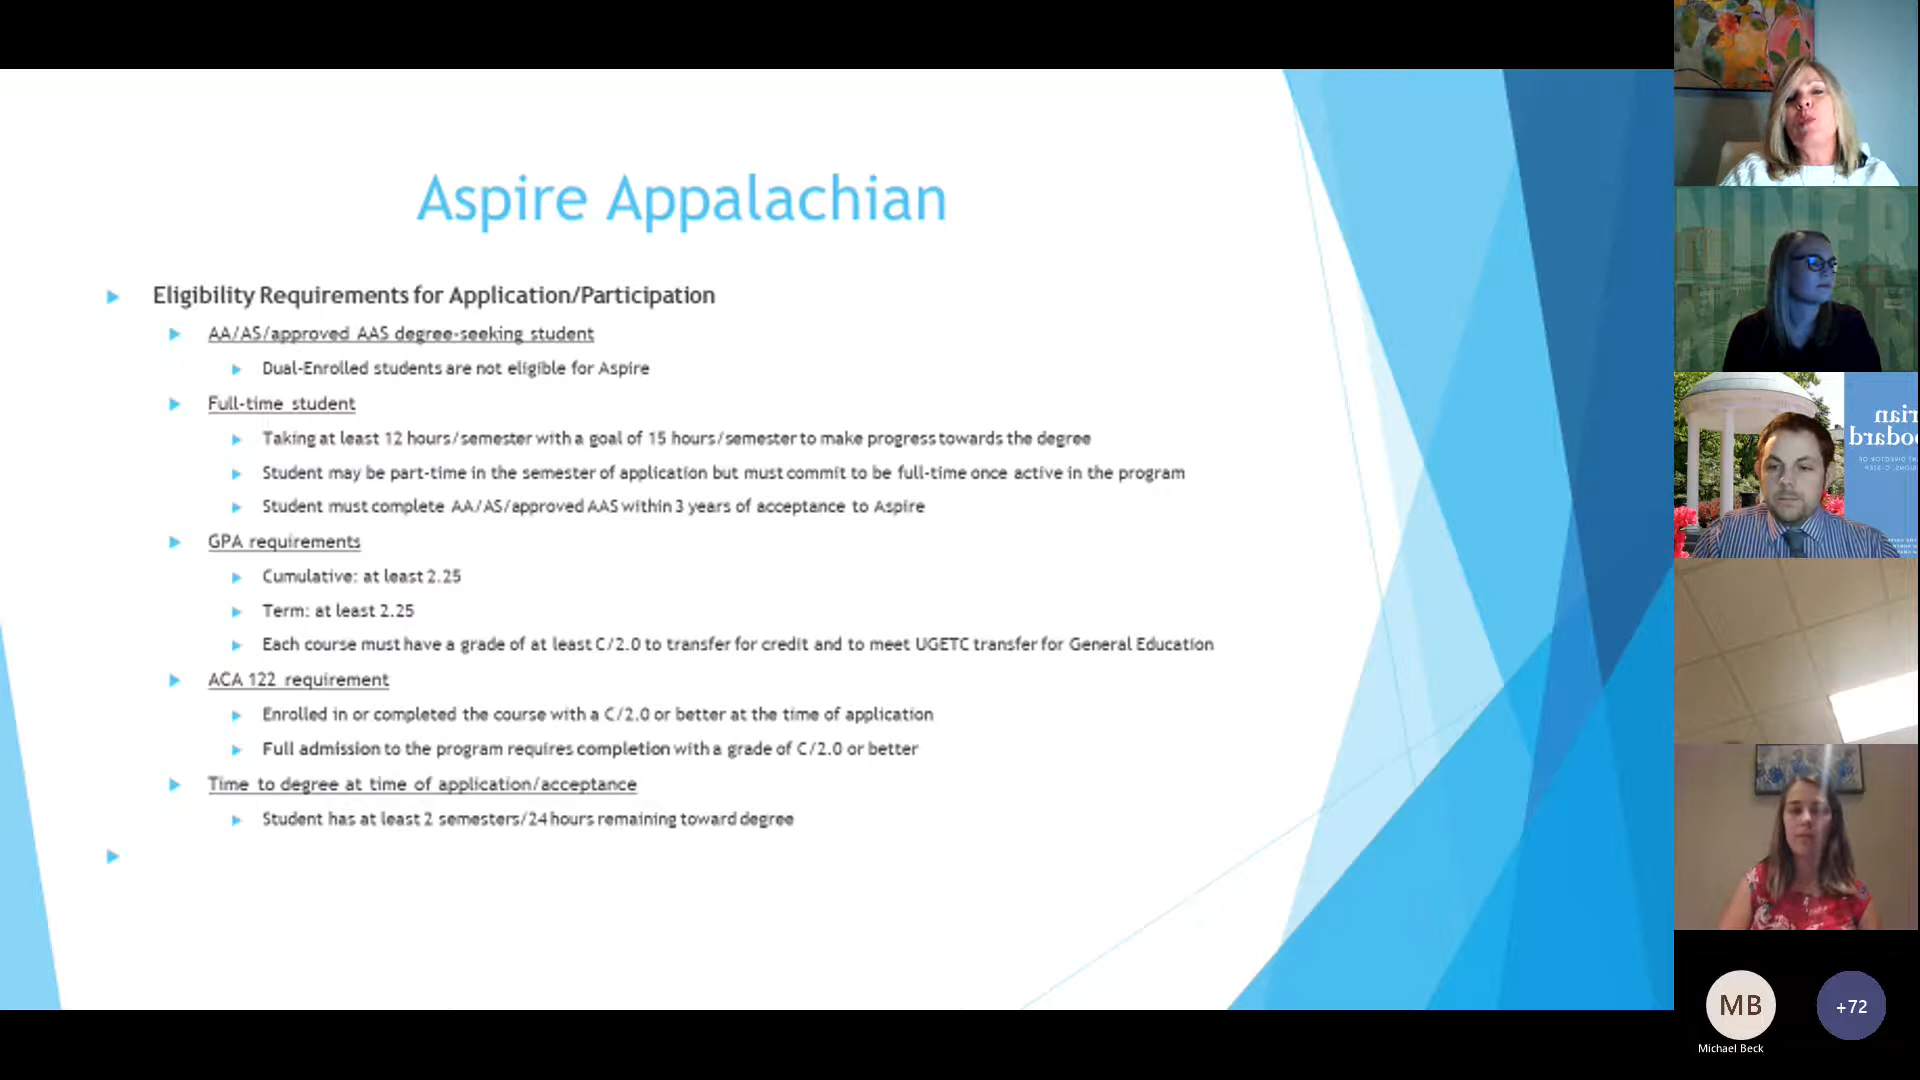 Aspire Appalachian
Eligibility Requirements for Application/Participation
AA/AS/approved AAS degree-seeking student
Dual-Enrolled students are not eligible for Aspire
Full-time student
Taking at least 12 hours/semester with a goal of 15 hours/semester to make progress towards the degree
Student may be part-time in the semester of application but must commit to be full-time once active in the program
Student must complete AA/AS/approved AAS within 3 years of acceptance to Aspire
GPA requirements
Cumulative: at least 2.25
Term: at least 2.25
Each course must have a grade of at least C/2.0 to transfer for credit and to meet UGETC transfer for General Education
ACA 122 requirement
Enrolled in or completed the course with a C/2.0 or better at the time of application
Full admission to the program requires completion with a grade of C/2.0 or better
Time to degree at time of application/acceptance
Student has at least 2 semesters/24 hours remaining toward degree
NINER
rian
odard
MB
+72
Michael Beck